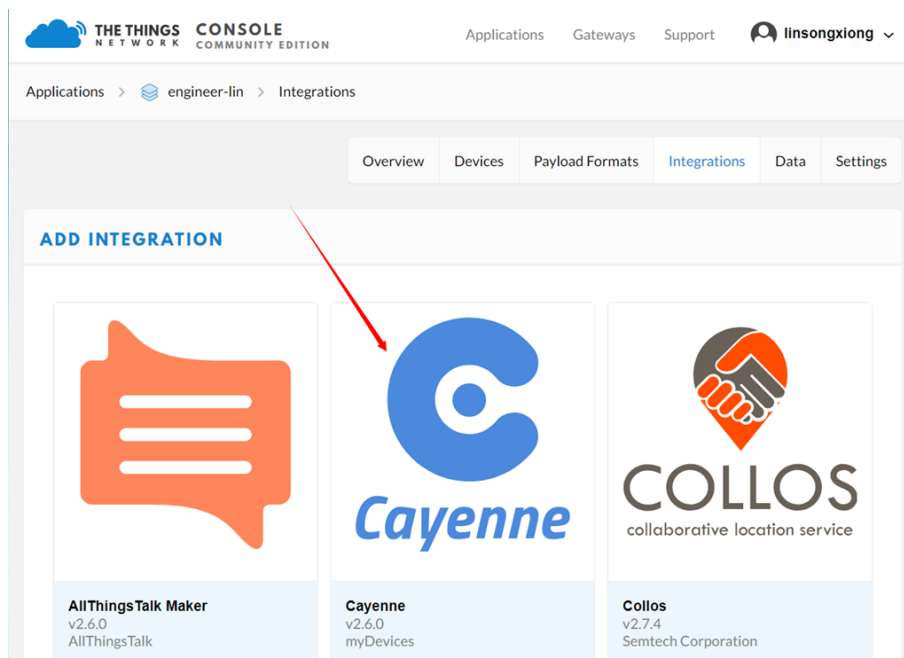 THE THINGS NETWORK CONSOLE COMMUNITY EDITION
Applications Gateways Support linsongxiong
Applications > engineer-lin > Integrations
Overview Devices Payload Formats Integrations Data Settings
ADD INTEGRATION
Cayenne
COLLOS
collaborative location service
AllThingsTalk Maker
v2.6.0
AllThingsTalk
Cayenne
v2.6.0
myDevices
Collos
v2.7.4
Semtech Corporation